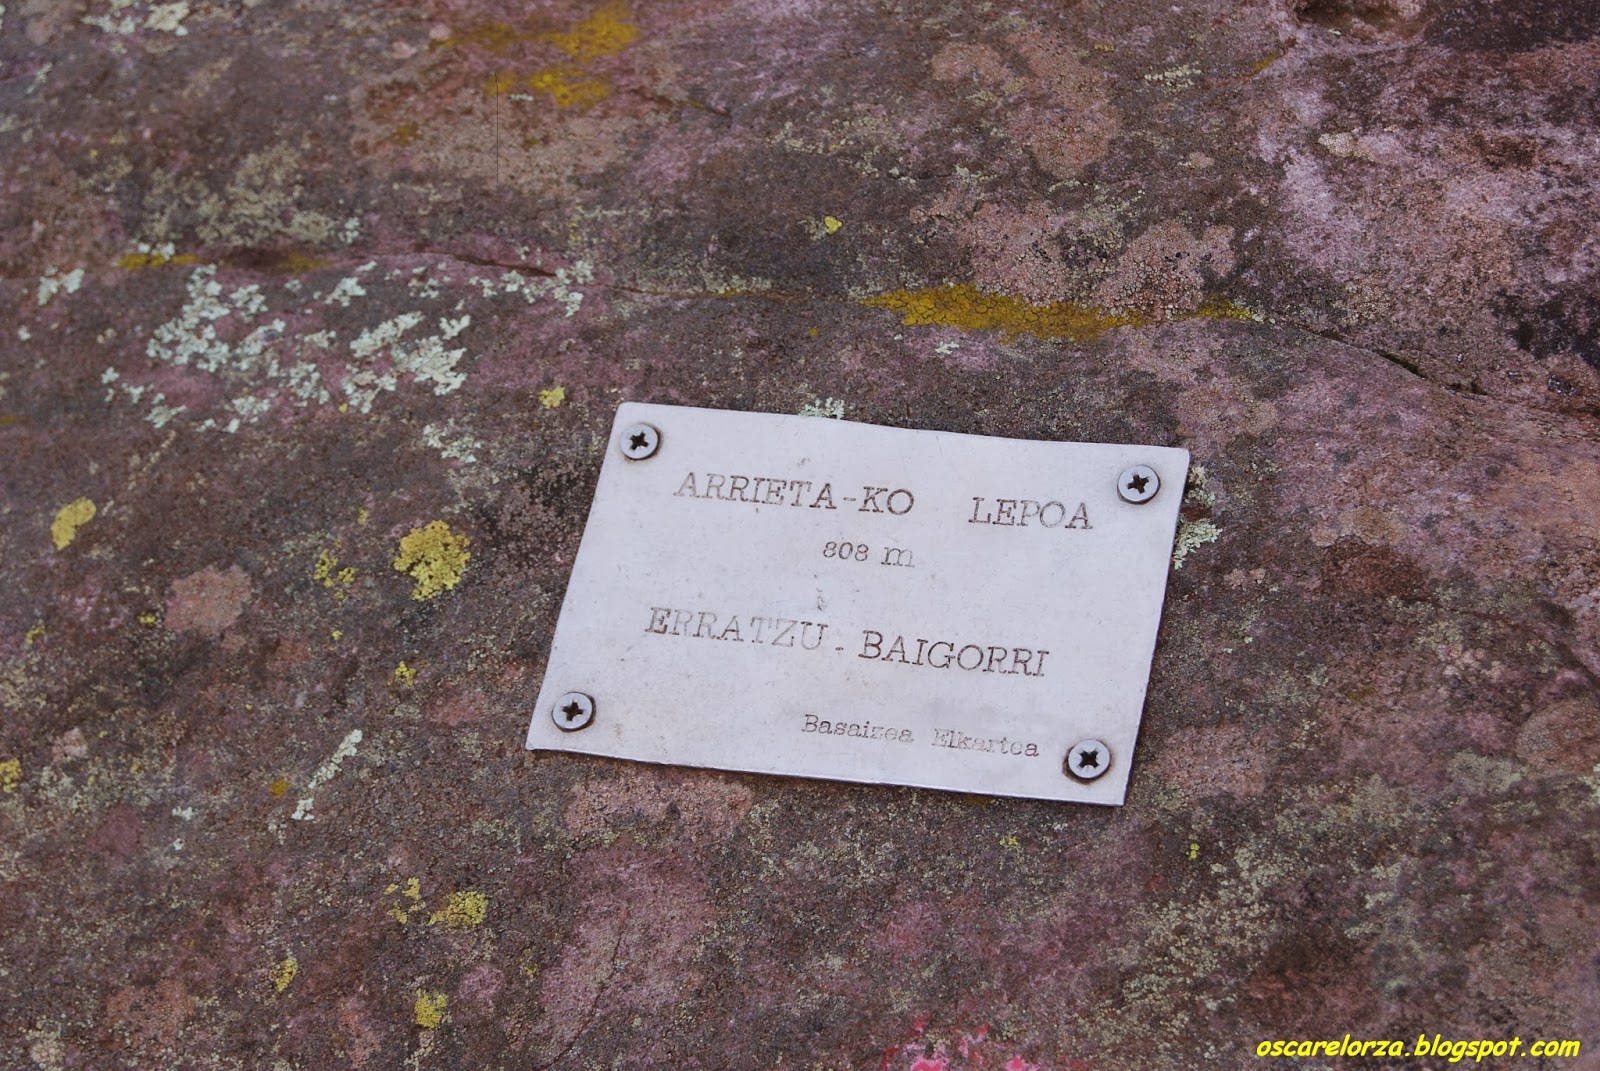 ARRIETA-KO LEPOA
808 m
ERRATZU - BAIGORRI
Basaizea Elkartea
oscarelorza.blogspot.com